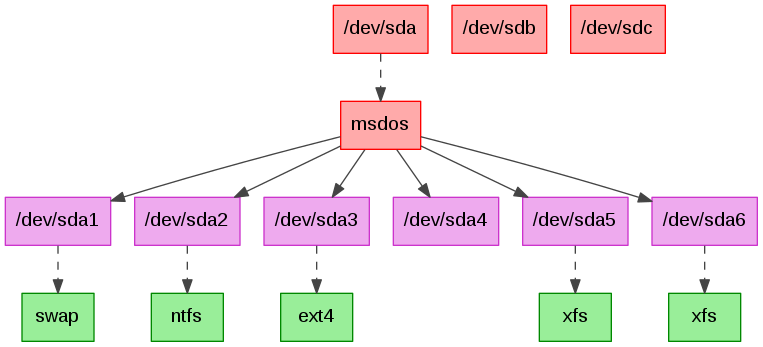 /dev/sda
/dev/sdb
/dev/sdc
msdos
/dev/sda1
/dev/sda2
/dev/sda3
/dev/sda4
/dev/sda5
/dev/sda6
swap
ntfs
ext4
xfs
xfs